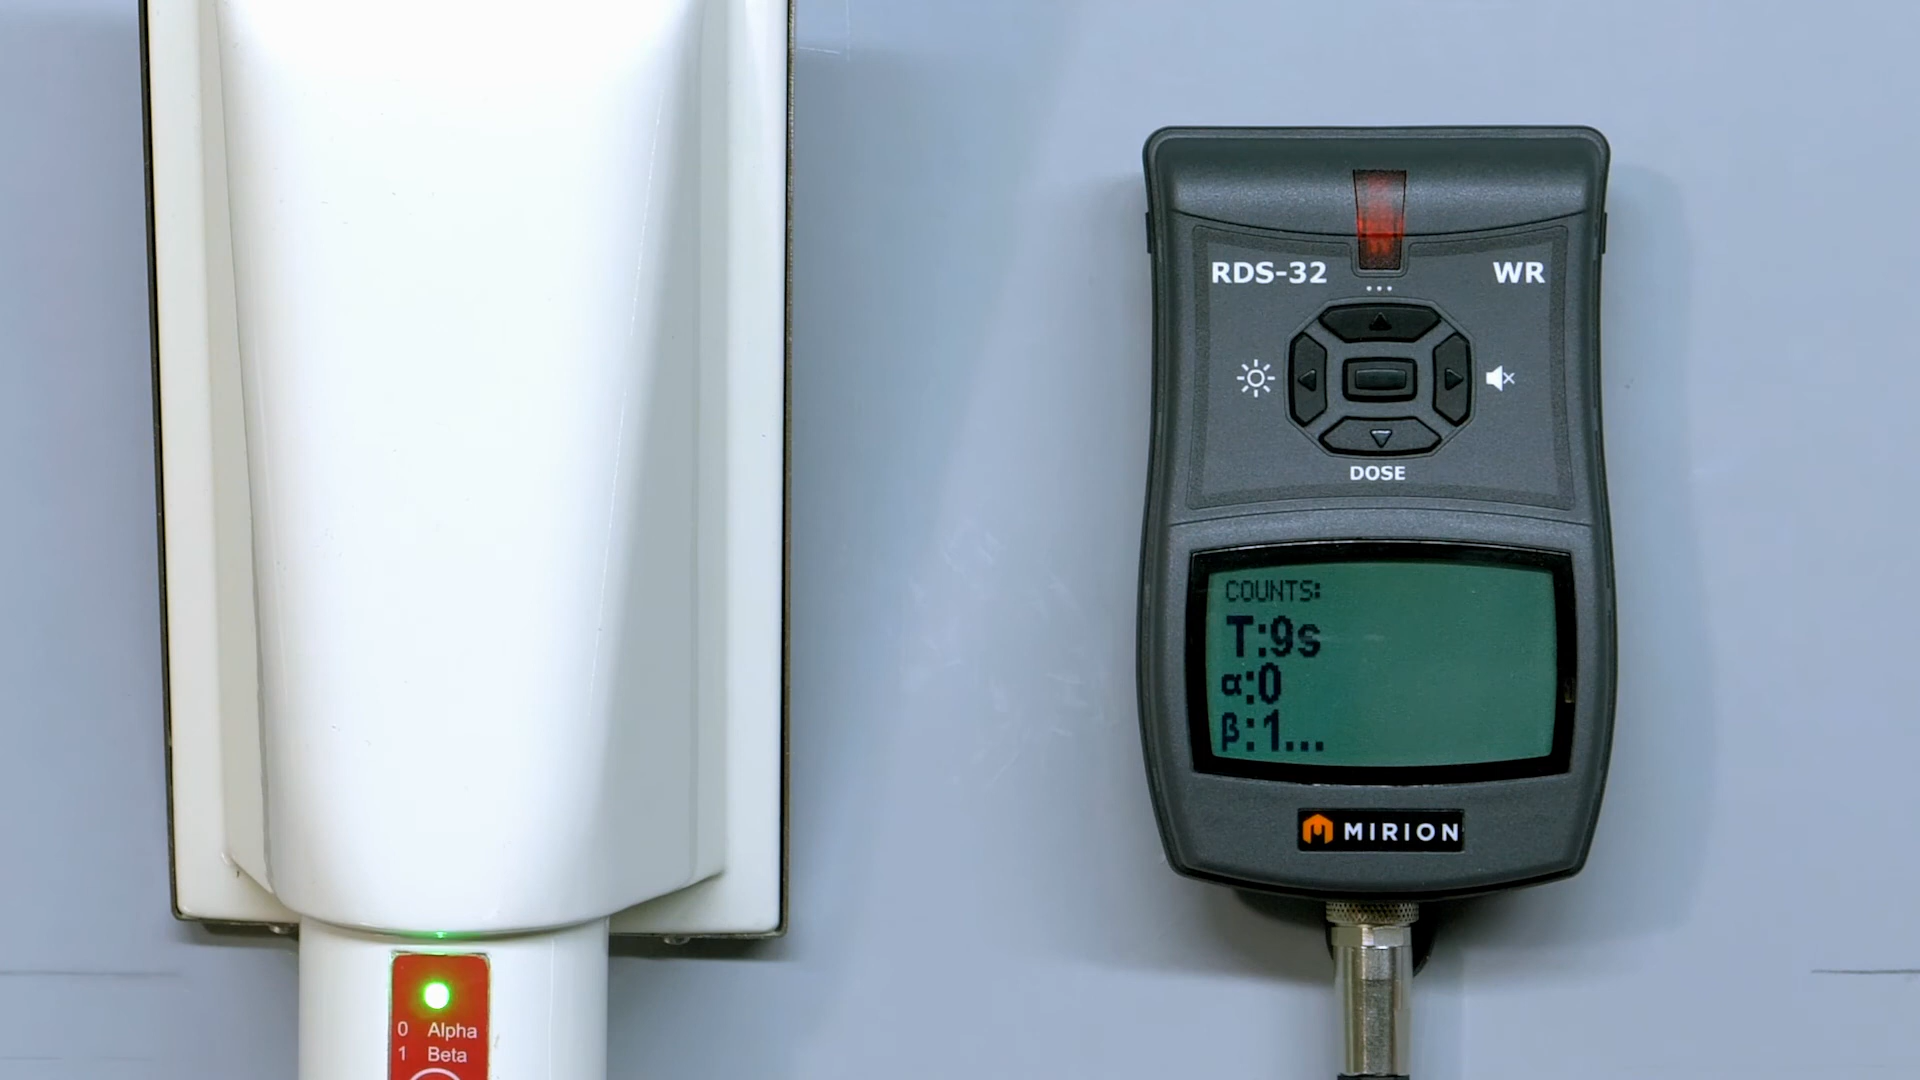 RDS-32 WR
DOSE
COUNTS:
T:9s
α:0
β:1...
MIRION
0 Alpha
1 Beta